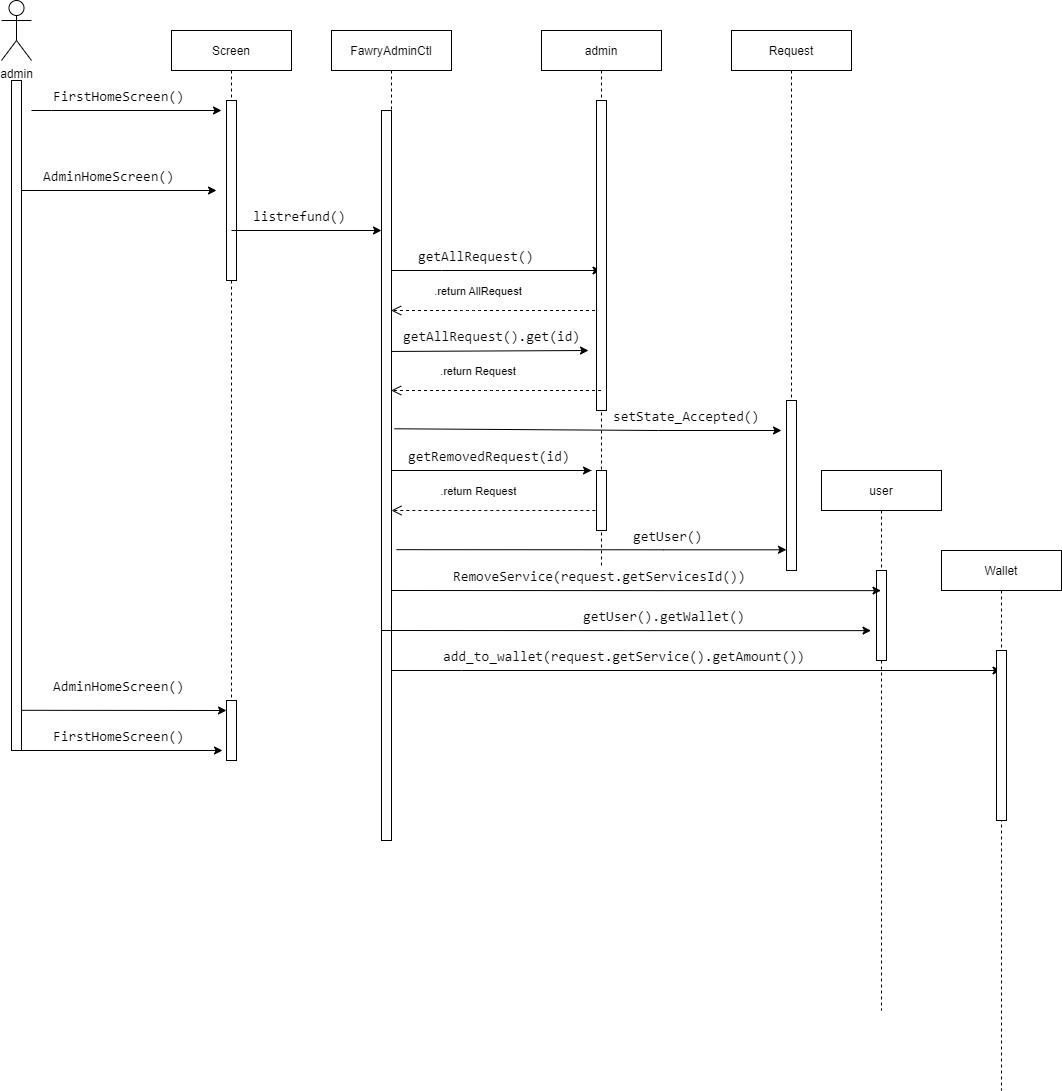 admin
Screen
FawryAdminCtl
admin
Request
FirstHomeScreen()
AdminHomeScreen()
listrefund()
getAllRequest()
.return AllRequest
getAllRequest().get(id)
.return Request
setState_Accepted()
getRemovedRequest(id)
.return Request
user
getUser()
Wallet
RemoveService(request.getServicesId())
getUser().getWallet()
add_to_wallet(request.getService().getAmount())
AdminHomeScreen()
FirstHomeScreen()